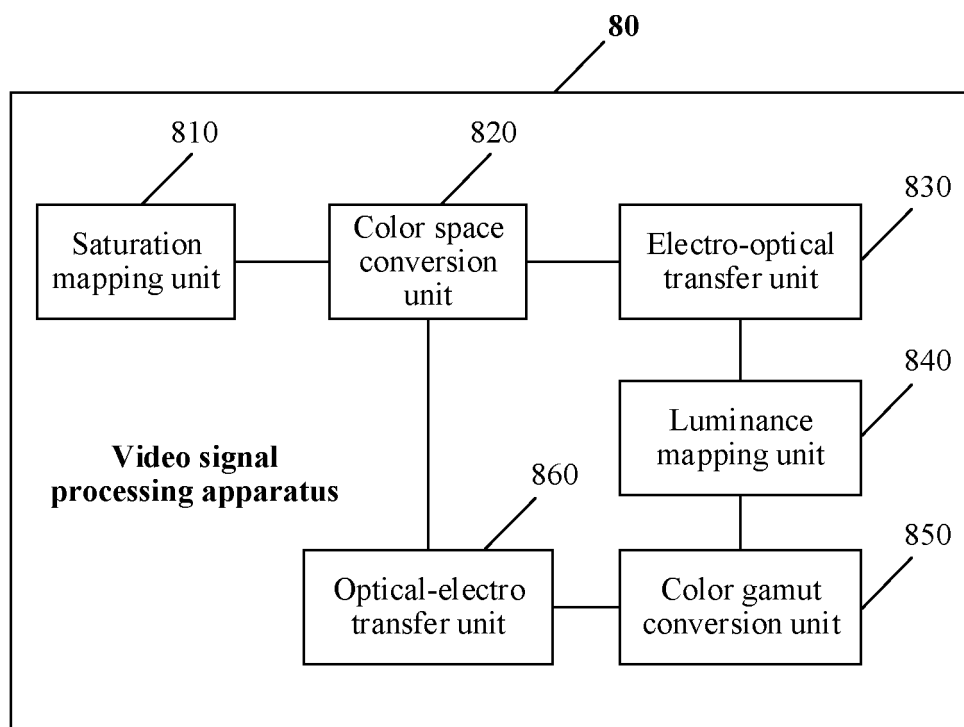 80
810
820
830
Saturation
mapping unit
Color space
conversion
unit
Electro-optical
transfer unit
840
Luminance
mapping unit
Video signal
processing apparatus
860
850
Optical-electro
transfer unit
Color gamut
conversion unit